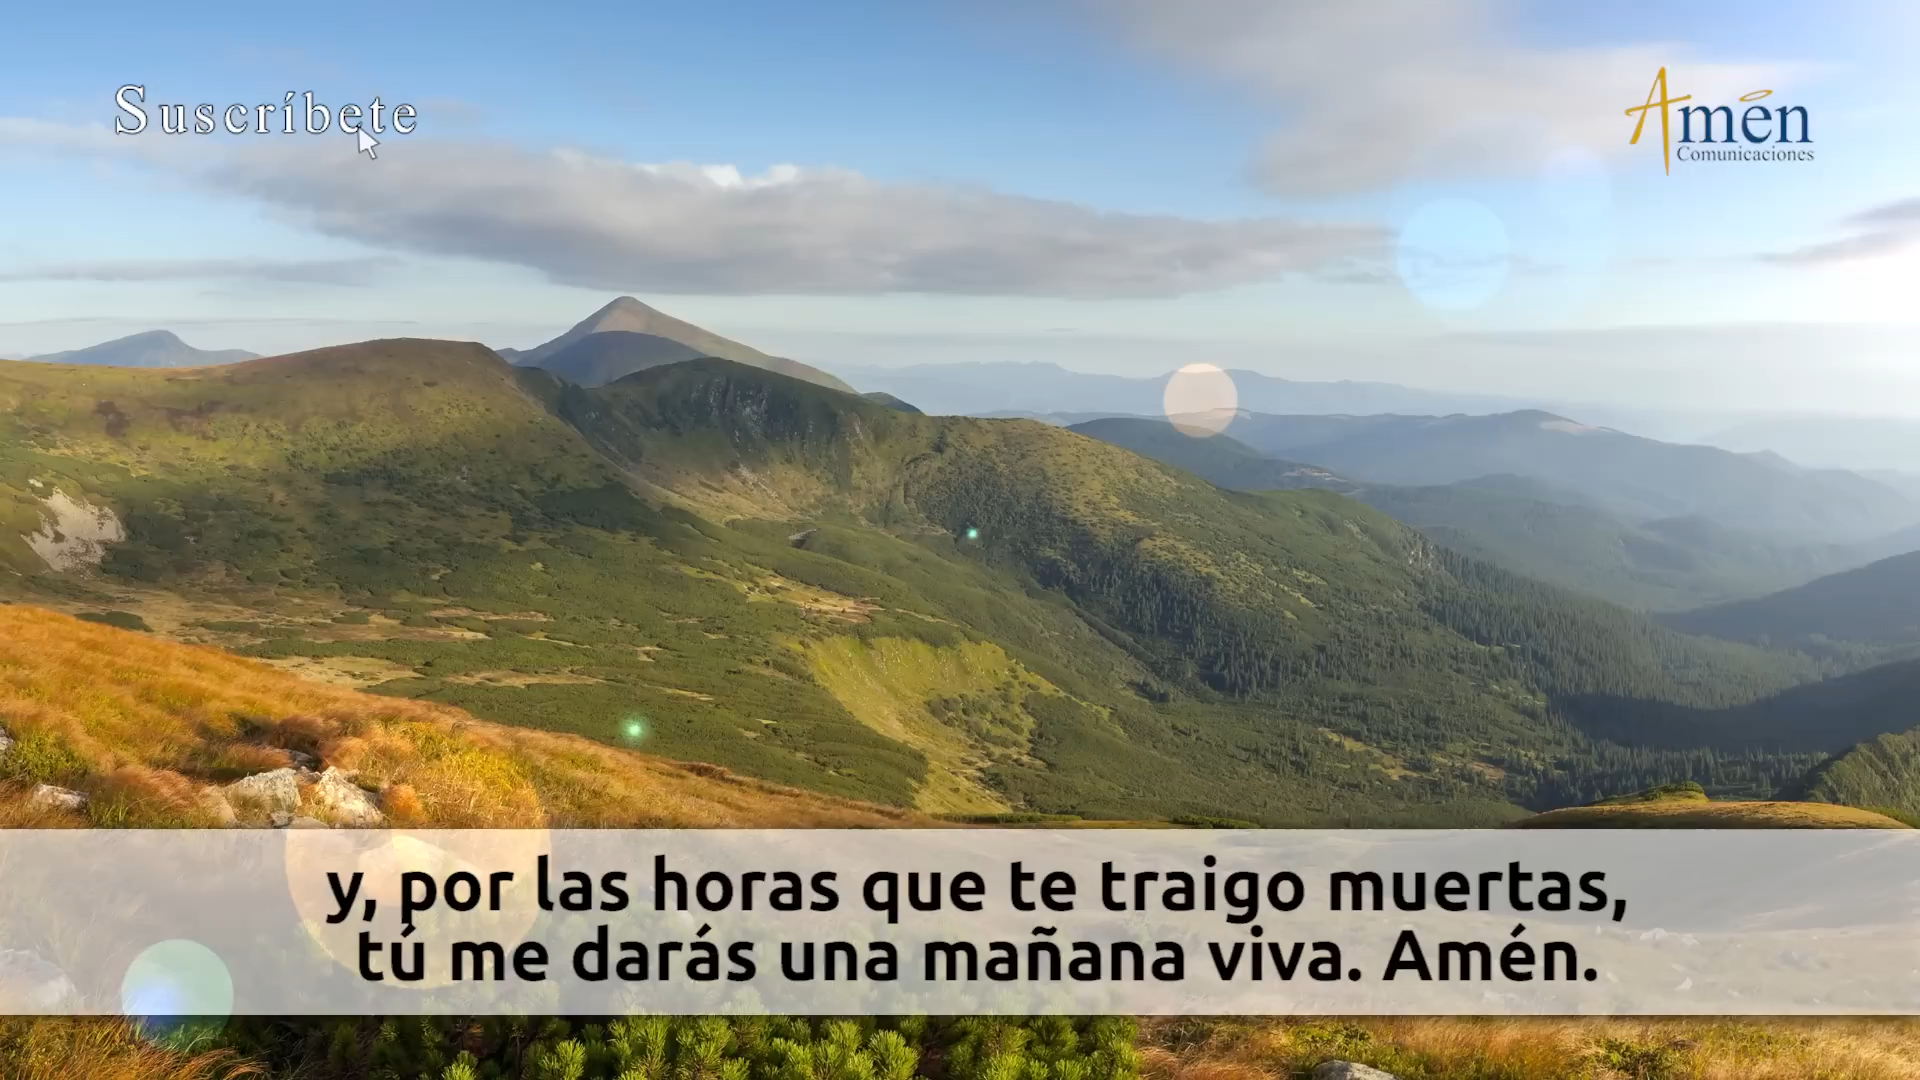 Suscríbete
Amén
Comunicaciones
y, por las horas que te traigo muertas,
tú me darás una mañana viva. Amén.